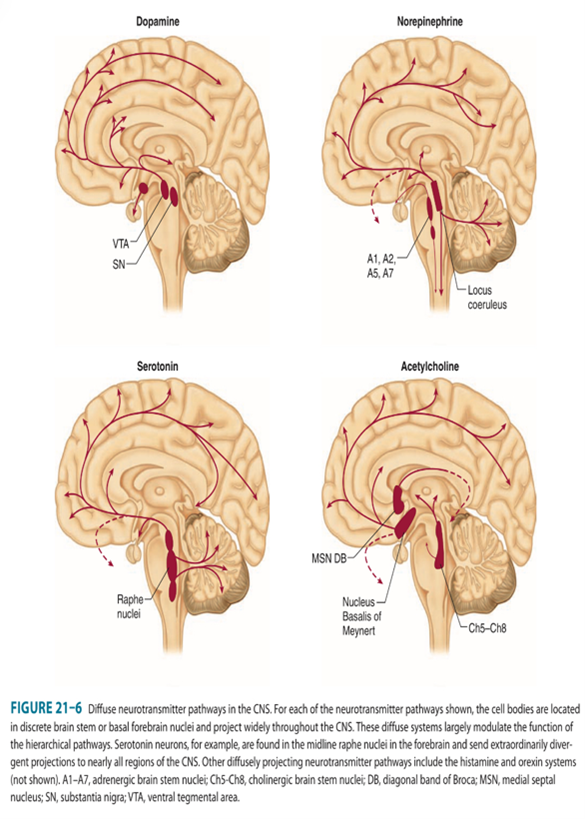 Dopamine
VTA
SN
Norepinephrine
A1, A2,
A5, A7
Locus
coeruleus
Serotonin
Raphe
nuclei
Acetylcholine
MSN DB
Nucleus
Basalis of
Meynert
Ch5–Ch8
FIGURE 21–6 Diffuse neurotransmitter pathways in the CNS. For each of the neurotransmitter pathways shown, the cell bodies are located
in discrete brain stem or basal forebrain nuclei and project widely throughout the CNS. These diffuse systems largely modulate the function of
the hierarchical pathways. Serotonin neurons, for example, are found in the midline raphe nuclei in the forebrain and send extraordinarily diver-
gent projections to nearly all regions of the CNS. Other diffusely projecting neurotransmitter pathways include the histamine and orexin systems
(not shown). A1–A7, adrenergic brain stem nuclei; Ch5-Ch8, cholinergic brain stem nuclei; DB, diagonal band of Broca; MSN, medial septal
nucleus; SN, substantia nigra; VTA, ventral tegmental area.